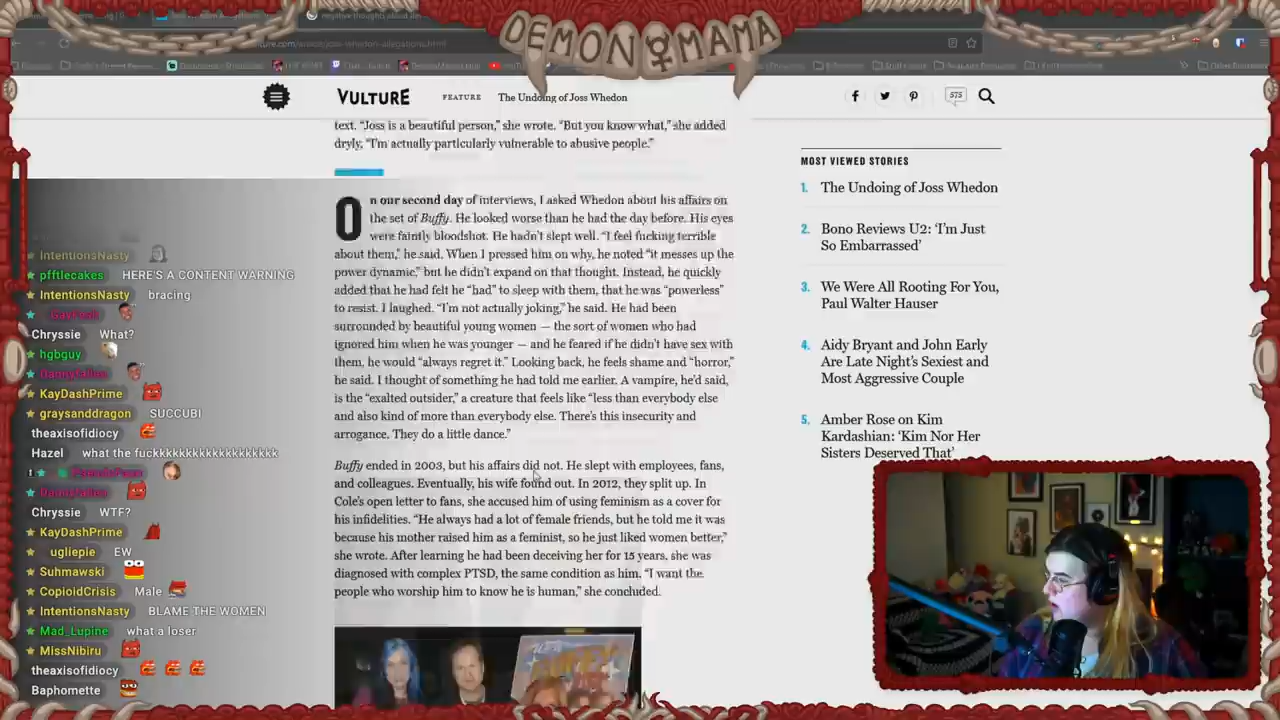 DEMON MAMA
VULTURE
FEATURE
The Undoing of Joss Whedon
575
text. “Joss is a beautiful person,” she wrote. “But you know what,” she added
dryly, “I’m actually particularly vulnerable to abusive people.”
On our second day of interviews, I asked Whedon about his affairs on
the set of Buffy. He looked worse than he had the day before. His eyes
were faintly bloodshot. He hadn’t slept well. “I feel fucking terrible
about them,” he said. When I pressed him on why, he noted “it messes up the
power dynamic,” but he didn’t expand on that thought. Instead, he quickly
added that he had felt he “had” to sleep with them, that he was “powerless”
to resist. I laughed. “I’m not actually joking,” he said. He had been
surrounded by beautiful young women — the sort of women who had
ignored him when he was younger — and he feared if he didn’t have sex with
them, he would “always regret it.” Looking back, he feels shame and “horror,”
he said. I thought of something he had told me earlier. A vampire, he’d said,
is the “exalted outsider,” a creature that feels like “less than everybody else
and also kind of more than everybody else. There’s this insecurity and
arrogance. They do a little dance.”
Buffy ended in 2003, but his affairs did not. He slept with employees, fans,
and colleagues. Eventually, his wife found out. In 2012, they split up. In
Cole’s open letter to fans, she accused him of using feminism as a cover for
his infidelities. “He always had a lot of female friends, but he told me it was
because his mother raised him as a feminist, so he just liked women better,”
she wrote. After learning he had been deceiving her for 15 years, she was
diagnosed with complex PTSD, the same condition as him. “I want the
people who worship him to know he is human,” she concluded.
MOST VIEWED STORIES
1. The Undoing of Joss Whedon
2. Bono Reviews U2: ‘I’m Just
So Embarrassed’
3. We Were All Rooting For You,
Paul Walter Hauser
4. Aidy Bryant and John Early
Are Late Night’s Sexiest and
Most Aggressive Couple
5. Amber Rose on Kim
Kardashian: ‘Kim Nor Her
Sisters Deserved That’
IntentionsNasty
pfftlecakes HERE'S A CONTENT WARNING
IntentionsNasty bracing
Chryssie What?
hgbguy
KayDashPrime
graysanddragon SUCCUBI
theaxisofidiocy
Hazel what the fuckkkkkkkkkkkkkkkkkkk
Chryssie WTF?
KayDashPrime
ugliepie EW
Suhmawski
CopioidCrisis Male
IntentionsNasty BLAME THE WOMEN
Mad_Lupine what a loser
MissNibiru
theaxisofidiocy
Baphomette